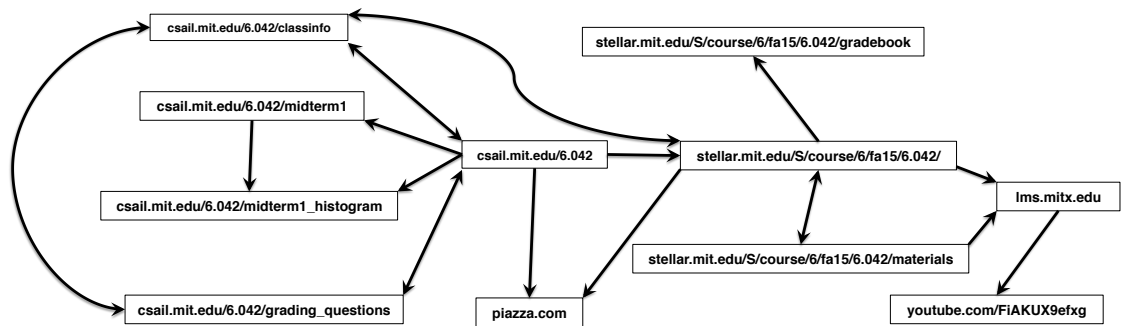 csail.mit.edu/6.042/classinfo
stellar.mit.edu/S/course/6/fa15/6.042/gradebook
csail.mit.edu/6.042/midterm1
csail.mit.edu/6.042
stellar.mit.edu/S/course/6/fa15/6.042/
lms.mitx.edu
csail.mit.edu/6.042/midterm1_histogram
stellar.mit.edu/S/course/6/fa15/6.042/materials
csail.mit.edu/6.042/grading_questions
piazza.com
youtube.com/FiAKUX9efxg